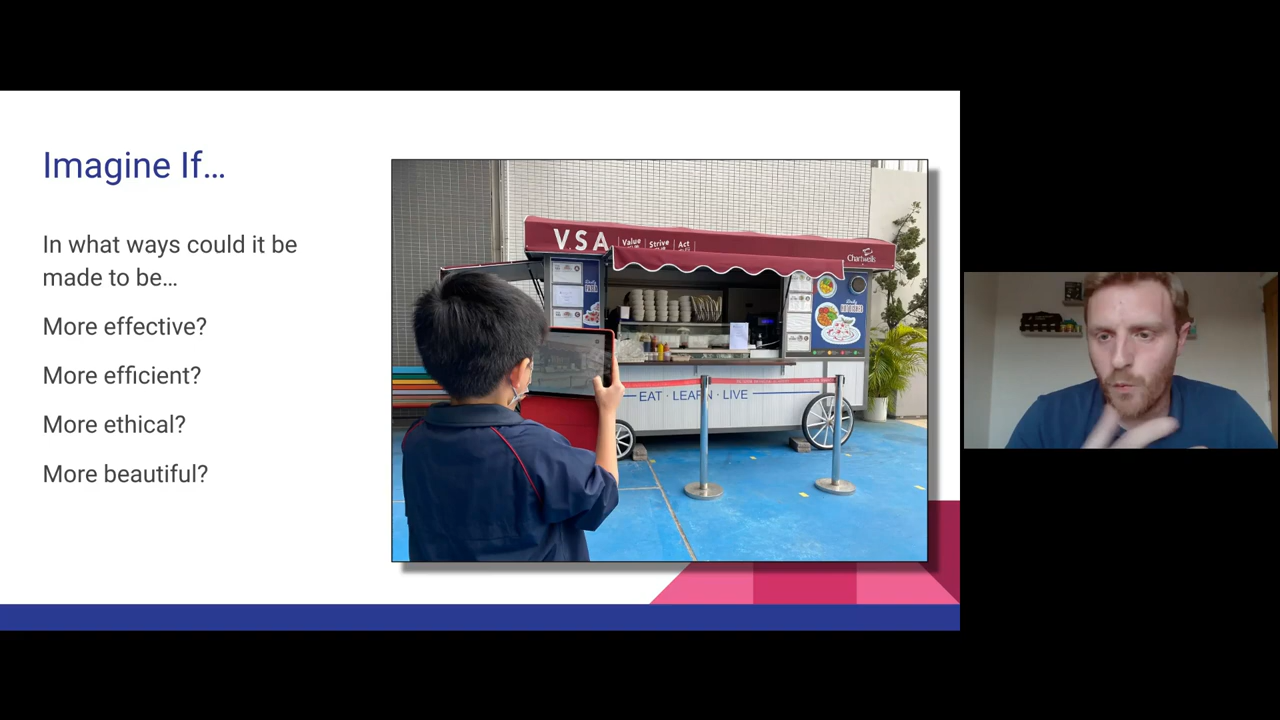 Imagine If…
In what ways could it be
made to be…
More effective?
More efficient?
More ethical?
More beautiful?
VSA
Value Strive Act
Chartwells
EAT · LEARN · LIVE